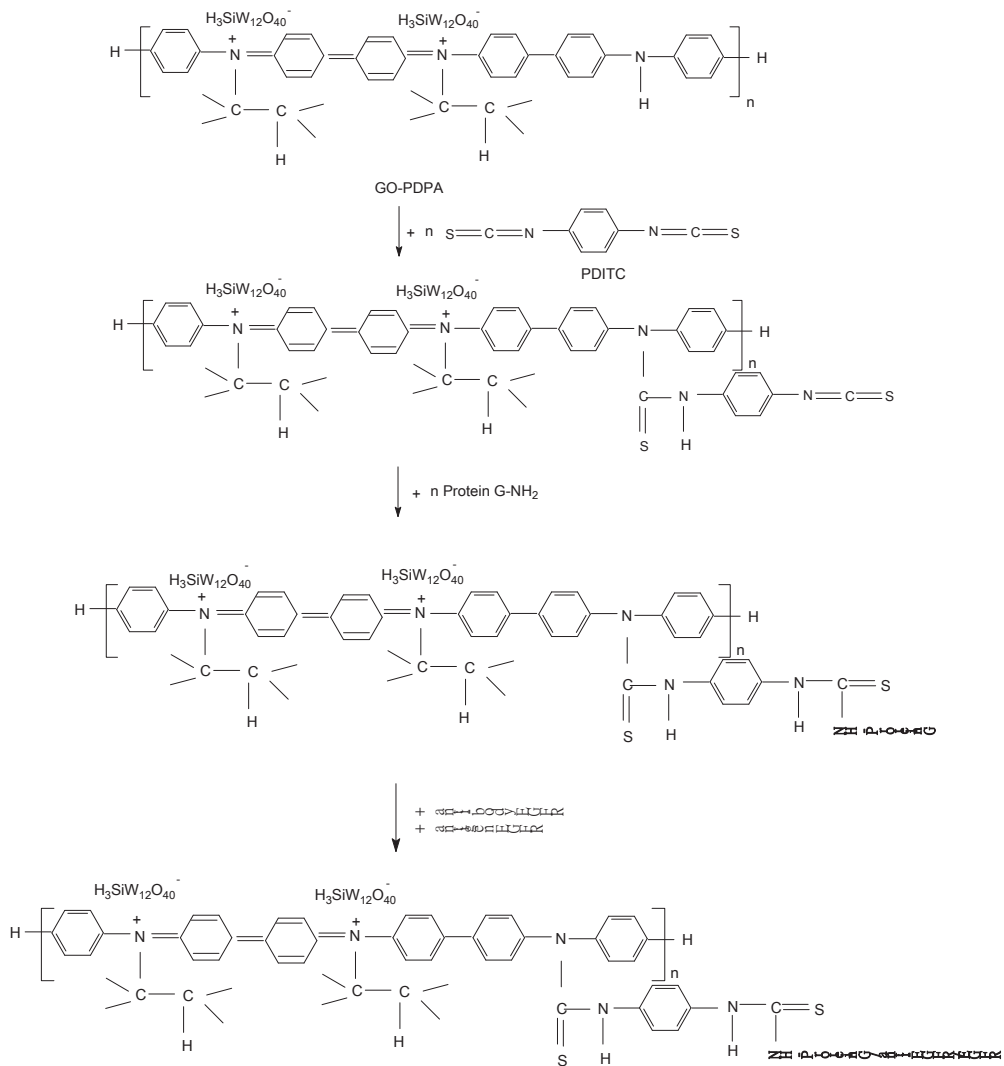 H₃SiW₁₂O₄₀⁻ H₃SiW₁₂O₄₀⁻
H N + N + N H n
H
C C C C
H H
GO-PDPA
+ n S C N N C S
PDITC
H₃SiW₁₂O₄₀⁻ H₃SiW₁₂O₄₀⁻
H N + N + N H n
C C C C C N N C S
H H S H
+ n Protein G-NH₂
H₃SiW₁₂O₄₀⁻ H₃SiW₁₂O₄₀⁻
H N + N + N H n
C C C C C N N C S
H H S H H
+
+
H₃SiW₁₂O₄₀⁻ H₃SiW₁₂O₄₀⁻
H N + N + N H n
C C C C C N N C S
H H S H H